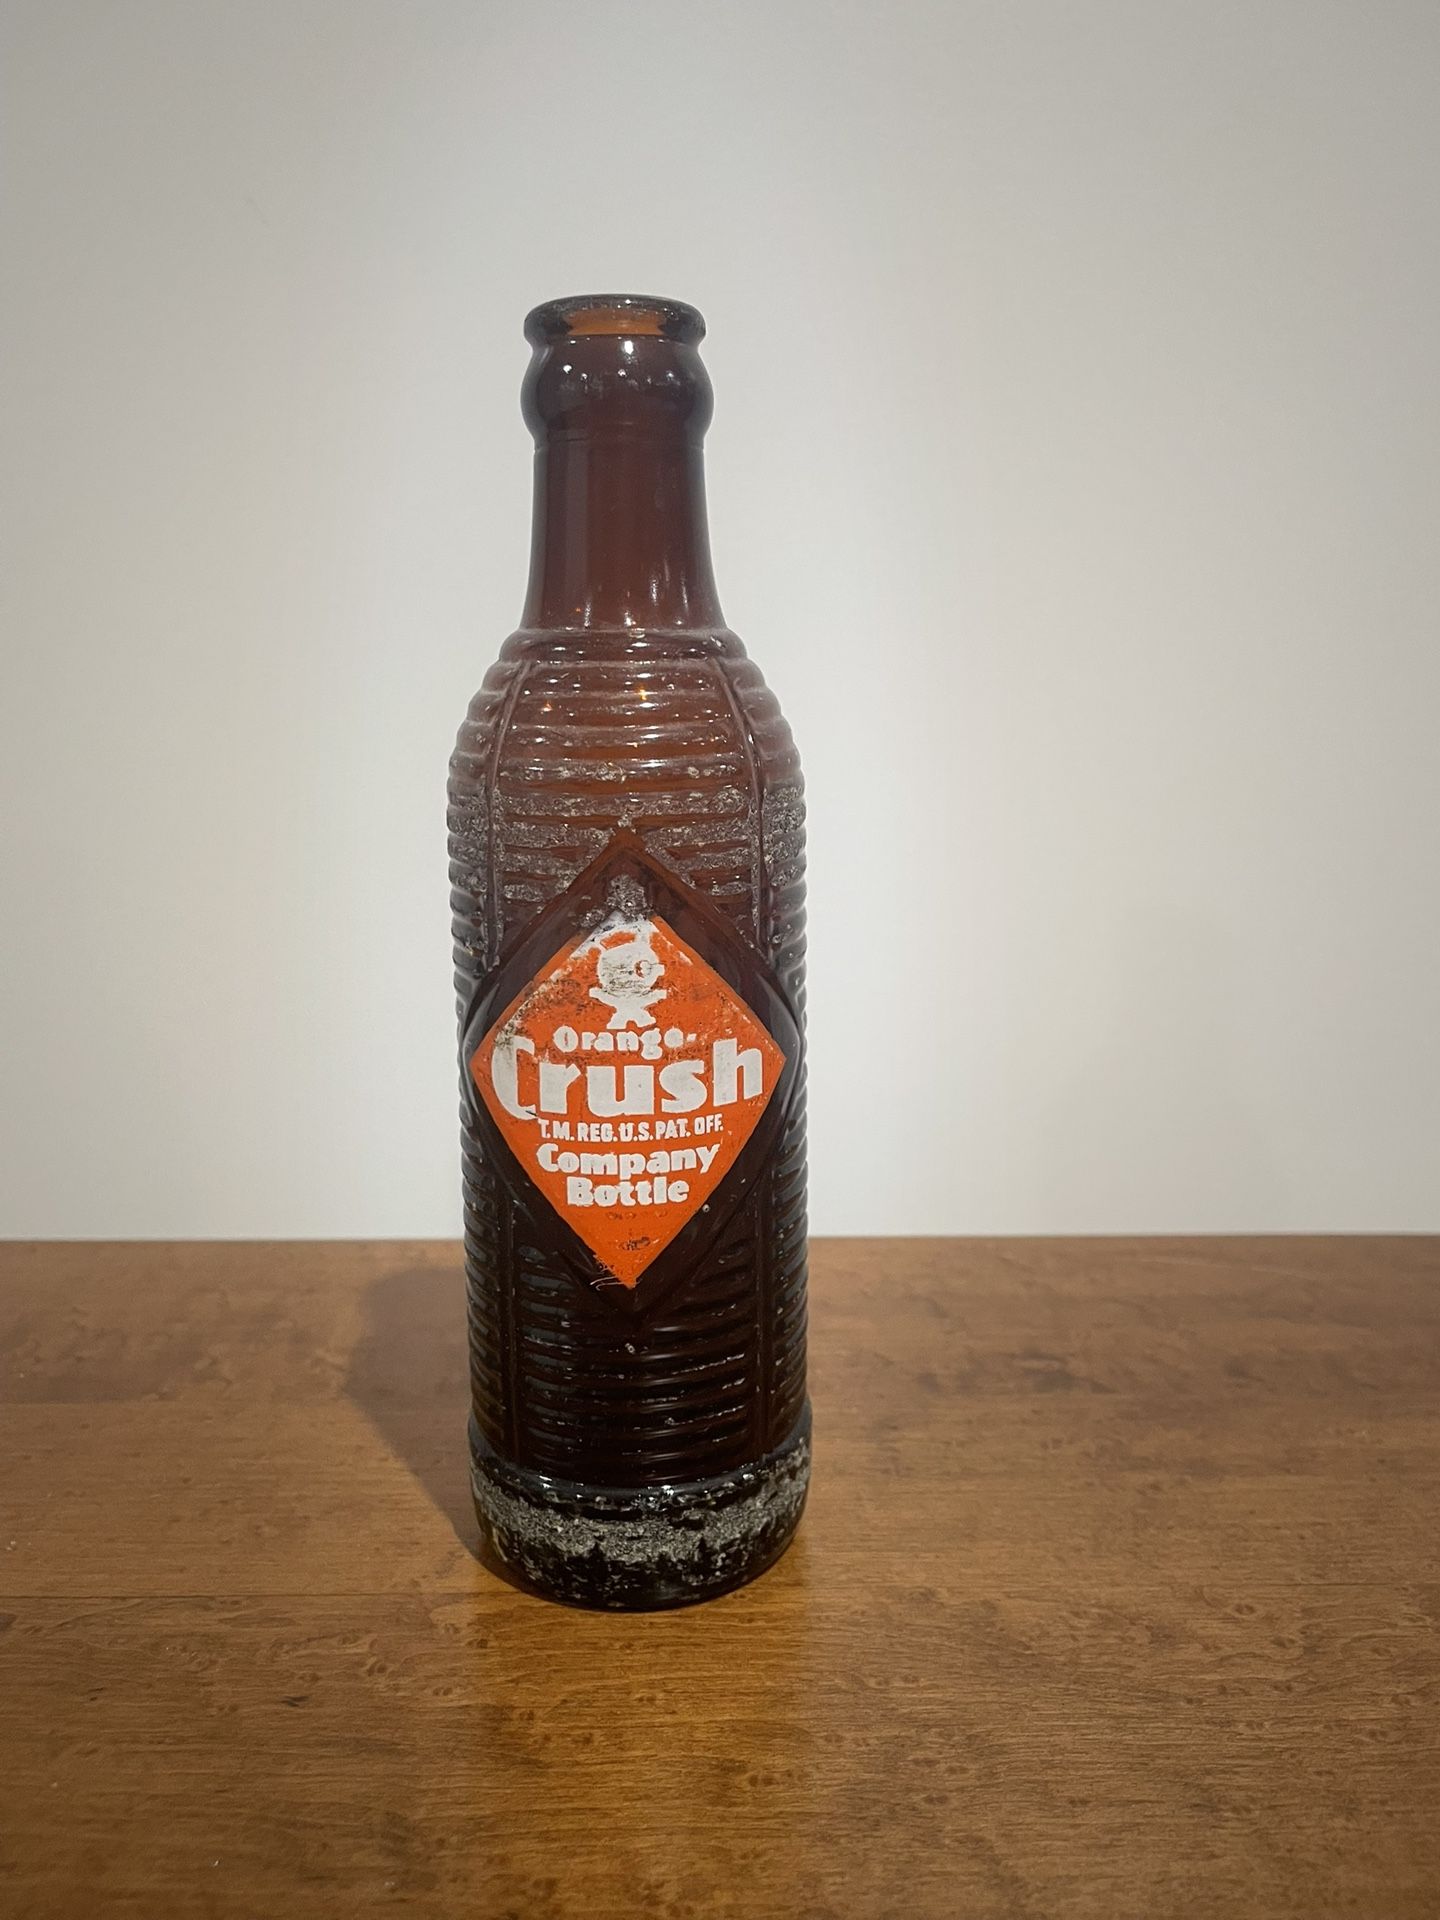 Orange-
Crush
T.M. REG. U.S. PAT. OFF.
Company
Bottle